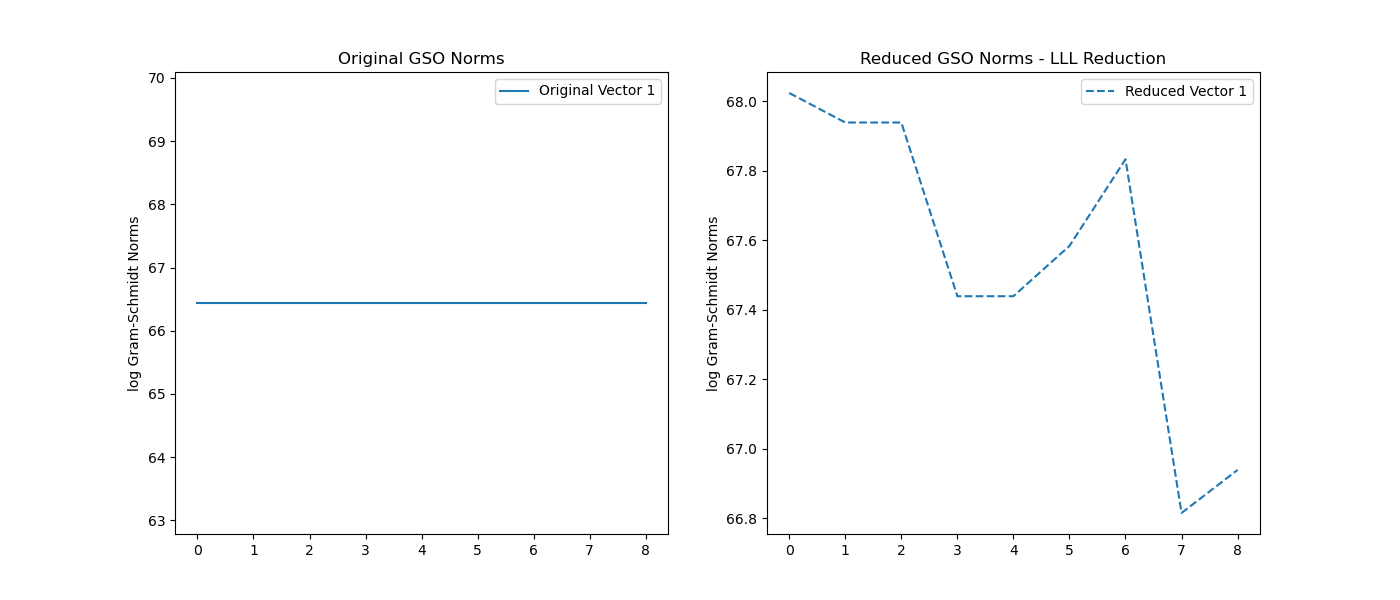 Original GSO Norms
log Gram-Schmidt Norms
70
69
68
67
66
65
64
63
Original Vector 1
0 1 2 3 4 5 6 7 8
Reduced GSO Norms - LLL Reduction
log Gram-Schmidt Norms
68.0
67.8
67.6
67.4
67.2
67.0
66.8
Reduced Vector 1
0 1 2 3 4 5 6 7 8